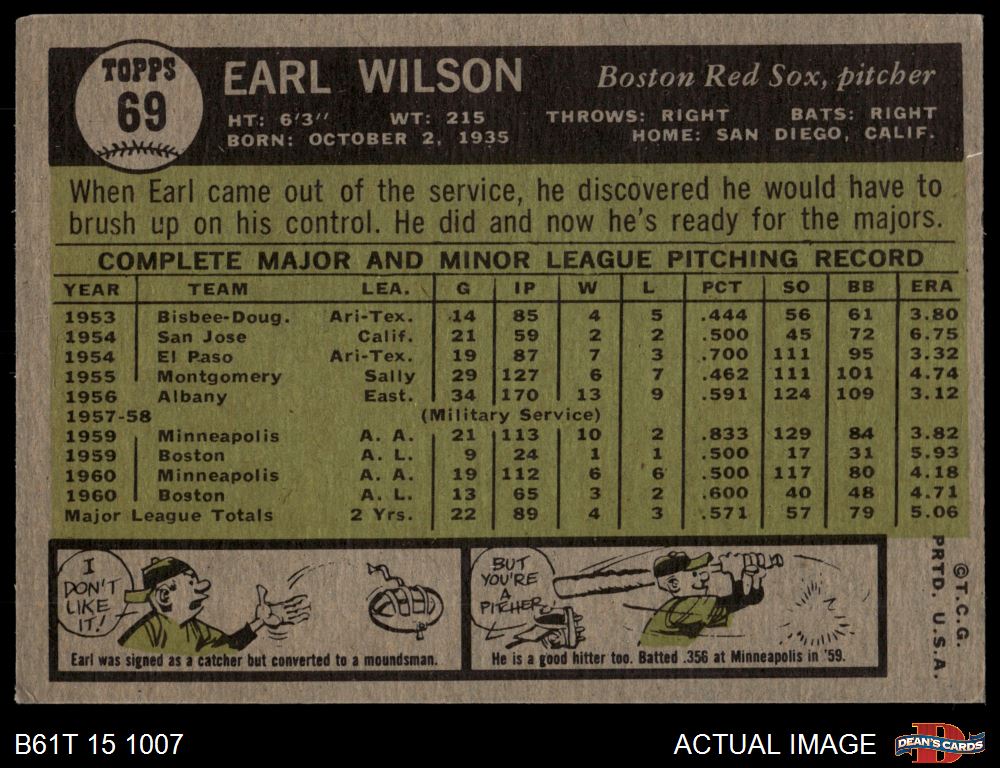 TOPPS
69
EARL WILSON
Boston Red Sox, pitcher
HT: 6'3" WT: 215 THROWS: RIGHT BATS: RIGHT
BORN: OCTOBER 2, 1935 HOME: SAN DIEGO, CALIF.
When Earl came out of the service, he discovered he would have to
brush up on his control. He did and now he's ready for the majors.
COMPLETE MAJOR AND MINOR LEAGUE PITCHING RECORD
YEAR TEAM LEA. G IP W L PCT SO BB ERA
1953 Bisbee-Doug. Ari-Tex. 14 85 4 5 .444 56 61 3.80
1954 San Jose Calif. 21 59 2 2 .500 45 72 6.75
1954 El Paso Ari-Tex. 19 87 7 3 .700 111 95 3.32
1955 Montgomery Sally 29 127 6 7 .462 111 101 4.74
1956 Albany East. 34 170 13 9 .591 124 109 3.12
1957-58 (Military Service)
1959 Minneapolis A. A. 21 113 10 2 .833 129 84 3.82
1959 Boston A. L. 9 24 1 1 .500 17 31 5.93
1960 Minneapolis A. A. 19 112 6 6 .500 117 80 4.18
1960 Boston A. L. 13 65 3 2 .600 40 48 4.71
Major League Totals 2 Yrs. 22 89 4 3 .571 57 79 5.06
I
DON'T
LIKE
IT!
Earl was signed as a catcher but converted to a moundsman.
BUT
YOU'RE
A
PITCHER
He is a good hitter too. Batted .356 at Minneapolis in '59.
©T.C.G.
PRTD. U.S.A.
B61T 15 1007
ACTUAL IMAGE
D
DEAN'S CARDS